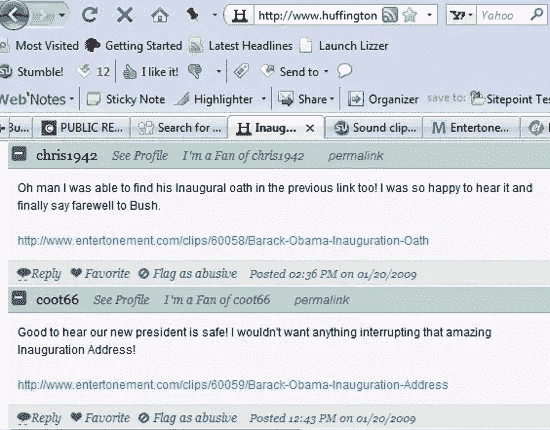 http://www.huffington
Yahoo
Most Visited Getting Started Latest Headlines Launch Lizzer
Stumble! 12 I like it! Send to
Web'Notes Sticky Note Highlighter Share Organizer save to: Sitepoint Test
Bu... PUBLIC RE... Search for ... Inaug... Sound clip... Entertone...
chris1942 See Profile I'm a Fan of chris1942 permalink
Oh man I was able to find his Inaugural oath in the previous link too! I was so happy to hear it and
finally say farewell to Bush.
http://www.entertonement.com/clips/60058/Barack-Obama-Inauguration-Oath
Reply Favorite Flag as abusive Posted 02:36 PM on 01/20/2009
coot66 See Profile I'm a Fan of coot66 permalink
Good to hear our new president is safe! I wouldn't want anything interrupting that amazing
Inauguration Address!
http://www.entertonement.com/clips/60059/Barack-Obama-Inauguration-Address
Reply Favorite Flag as abusive Posted 12:43 PM on 01/20/2009